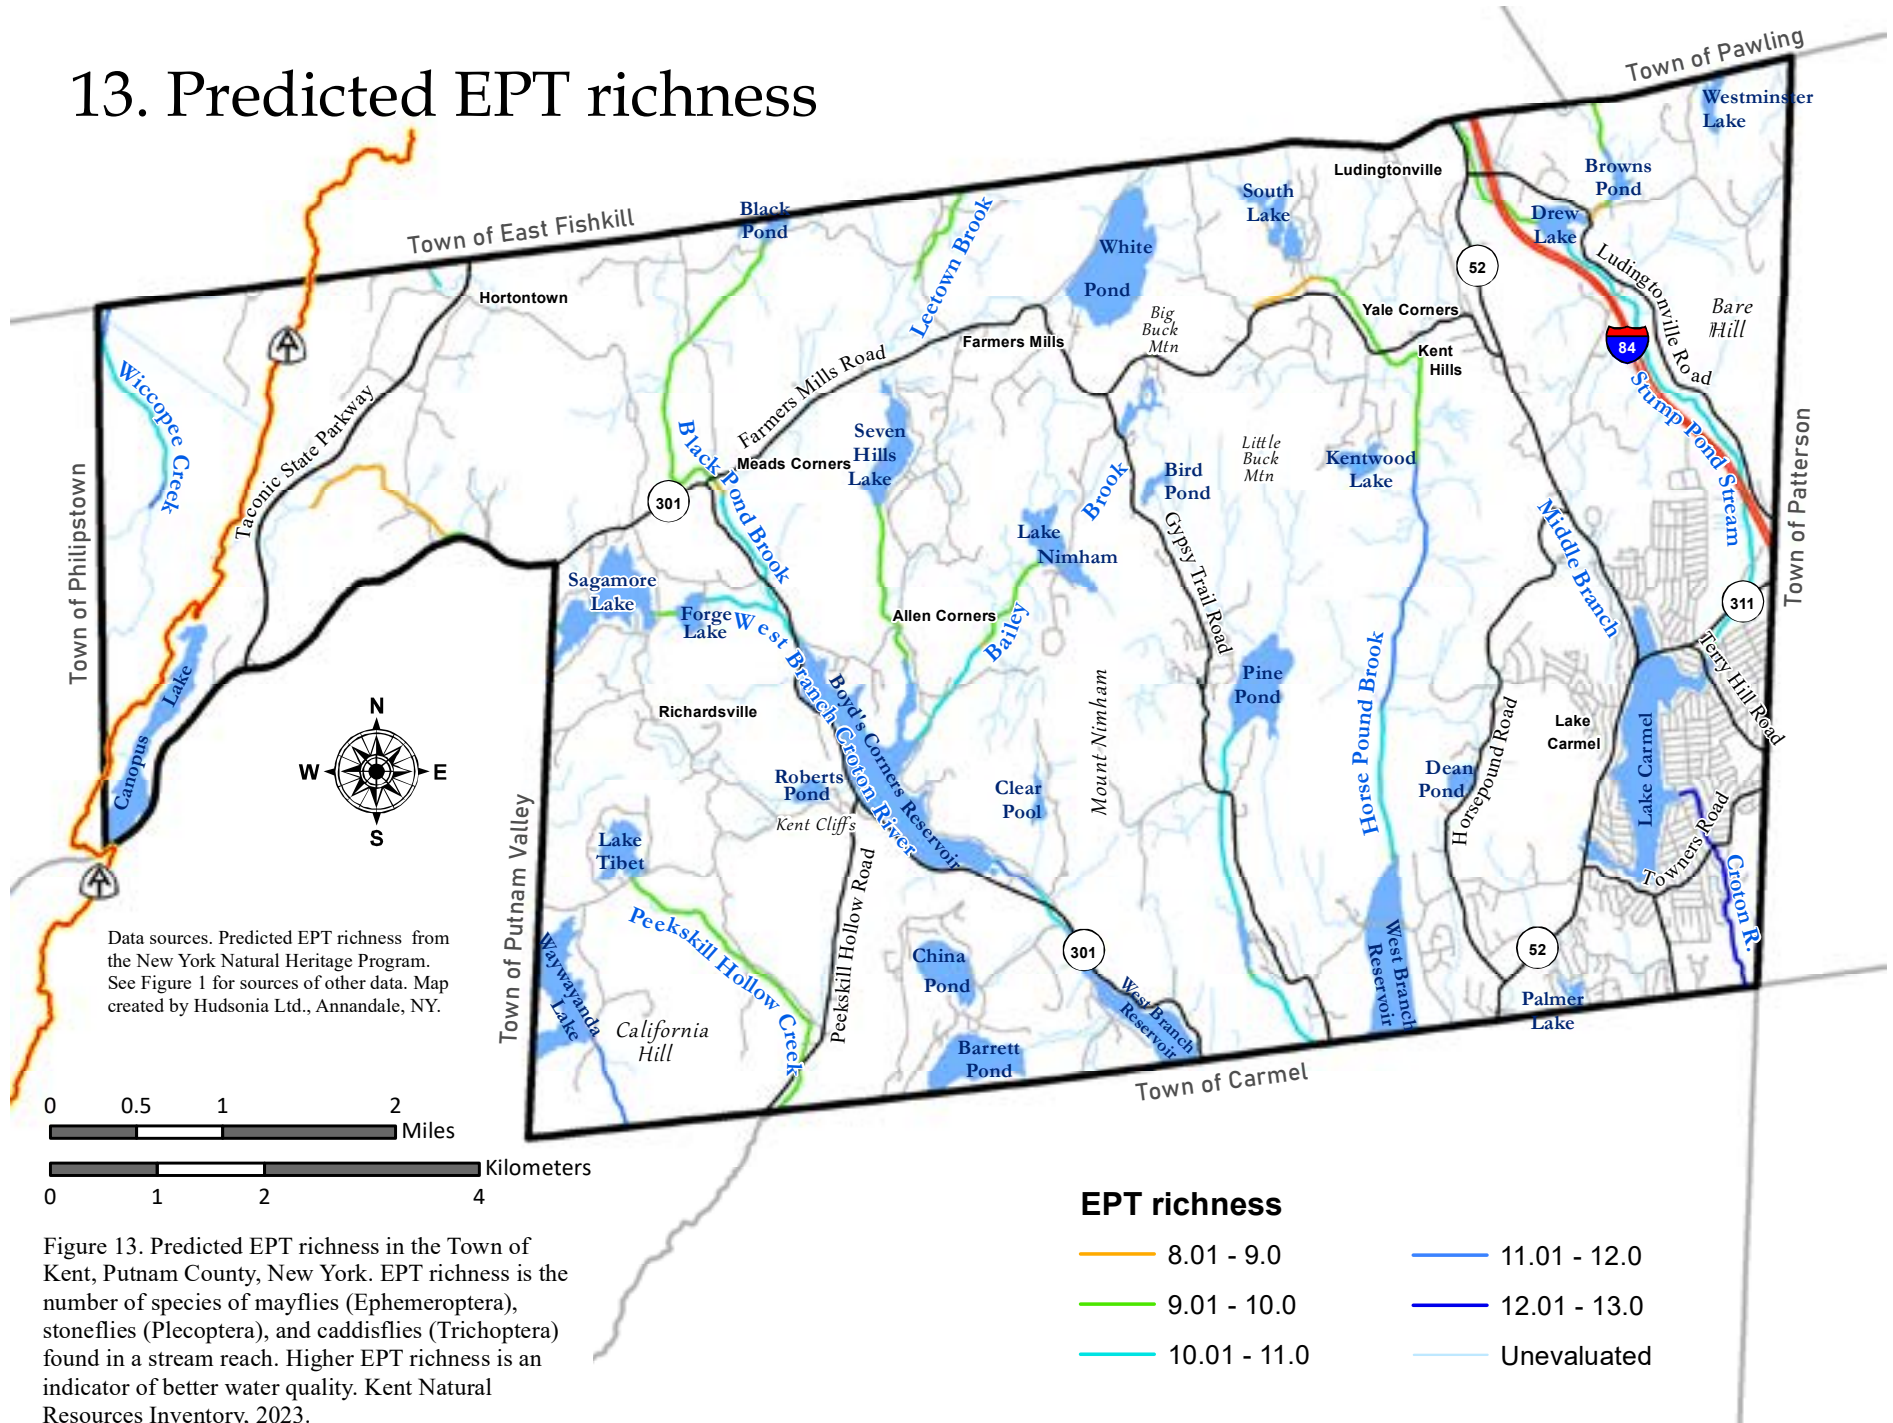 13. Predicted EPT richness
Town of Pawling
Westminster
Lake
Ludingtonville
Browns
Pond
South
Lake
Black
Pond
Town of East Fishkill
Leetown Brook
White
Pond
Drew
Lake
52
Ludingtonville Road
Hortontown
Bare
Hill
Yale Corners
Big
Buck
Mtn
Farmers Mills
84
Kent
Hills
Wiccopee Creek
Farmers Mills Road
Taconic State Parkway
Stump Pond Stream
Black Pond Brook
Meads Corners
Seven
Hills
Lake
Little
Buck
Mtn
Kentwood
Lake
Bird
Pond
301
Town of Philipstown
Town of Patterson
Lake
Nimham
Bailey Brook
Gypsy Trail Road
Middle Branch
Sagamore
Lake
Forge
Lake
Allen Corners
311
West Branch Croton River
Terry Hill Road
Canopus Lake
Pine
Pond
Horse Pound Brook
Boyd's Corners Reservoir
Richardsville
Mount Nimham
Horsepound Road
Lake
Carmel
Lake Carmel
N
W
E
S
Roberts
Pond
Clear
Pool
Dean
Pond
Kent Cliffs
Town of Putnam Valley
Lake
Tibet
Peekskill Hollow Road
Towners Road
Croton R.
Peekskill Hollow Creek
Waywayanda
Lake
China
Pond
301
West Branch
Reservoir
52
West Branch
Reservoir
Palmer
Lake
California
Hill
Barrett
Pond
Town of Carmel
Data sources. Predicted EPT richness from
the New York Natural Heritage Program.
See Figure 1 for sources of other data. Map
created by Hudsonia Ltd., Annandale, NY.
0 0.5 1 2
Miles
Kilometers
0 1 2 4
Figure 13. Predicted EPT richness in the Town of
Kent, Putnam County, New York. EPT richness is the
number of species of mayflies (Ephemeroptera),
stoneflies (Plecoptera), and caddisflies (Trichoptera)
found in a stream reach. Higher EPT richness is an
indicator of better water quality. Kent Natural
Resources Inventory, 2023.
EPT richness
8.01 - 9.0
9.01 - 10.0
10.01 - 11.0
11.01 - 12.0
12.01 - 13.0
Unevaluated